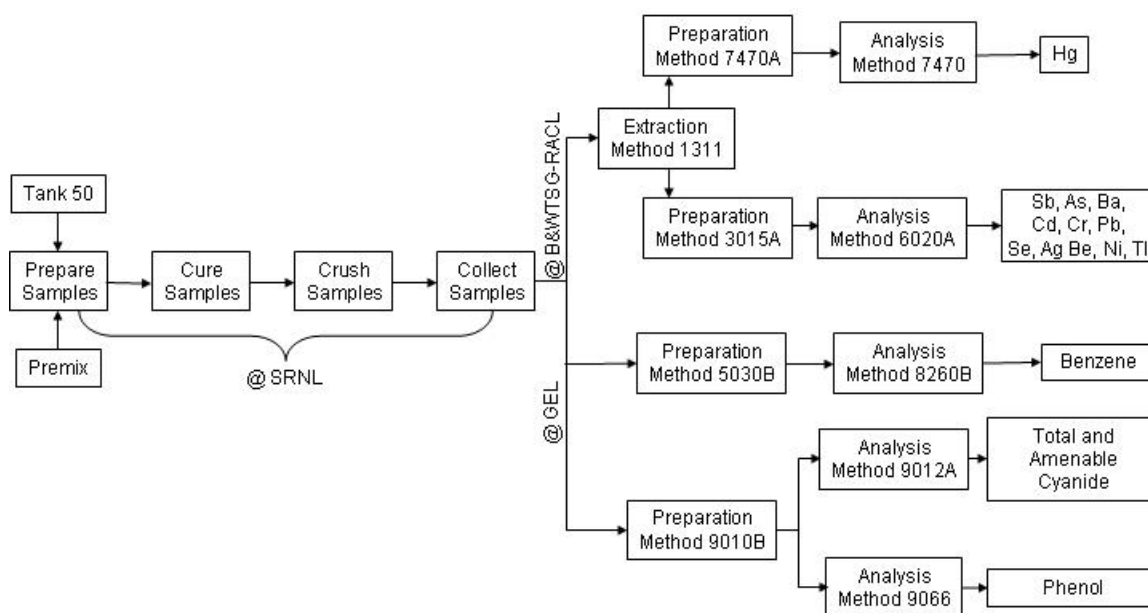 Tank 50
Prepare
Samples
Premix
Cure
Samples
Crush
Samples
Collect
Samples
@ SRNL
@ B&WTSG-RACL
@ GEL
Extraction
Method 1311
Preparation
Method 7470A
Analysis
Method 7470
Hg
Preparation
Method 3015A
Analysis
Method 6020A
Sb, As, Ba,
Cd, Cr, Pb,
Se, Ag Be, Ni, Tl
Preparation
Method 5030B
Analysis
Method 8260B
Benzene
Preparation
Method 9010B
Analysis
Method 9012A
Total and
Amenable
Cyanide
Analysis
Method 9066
Phenol